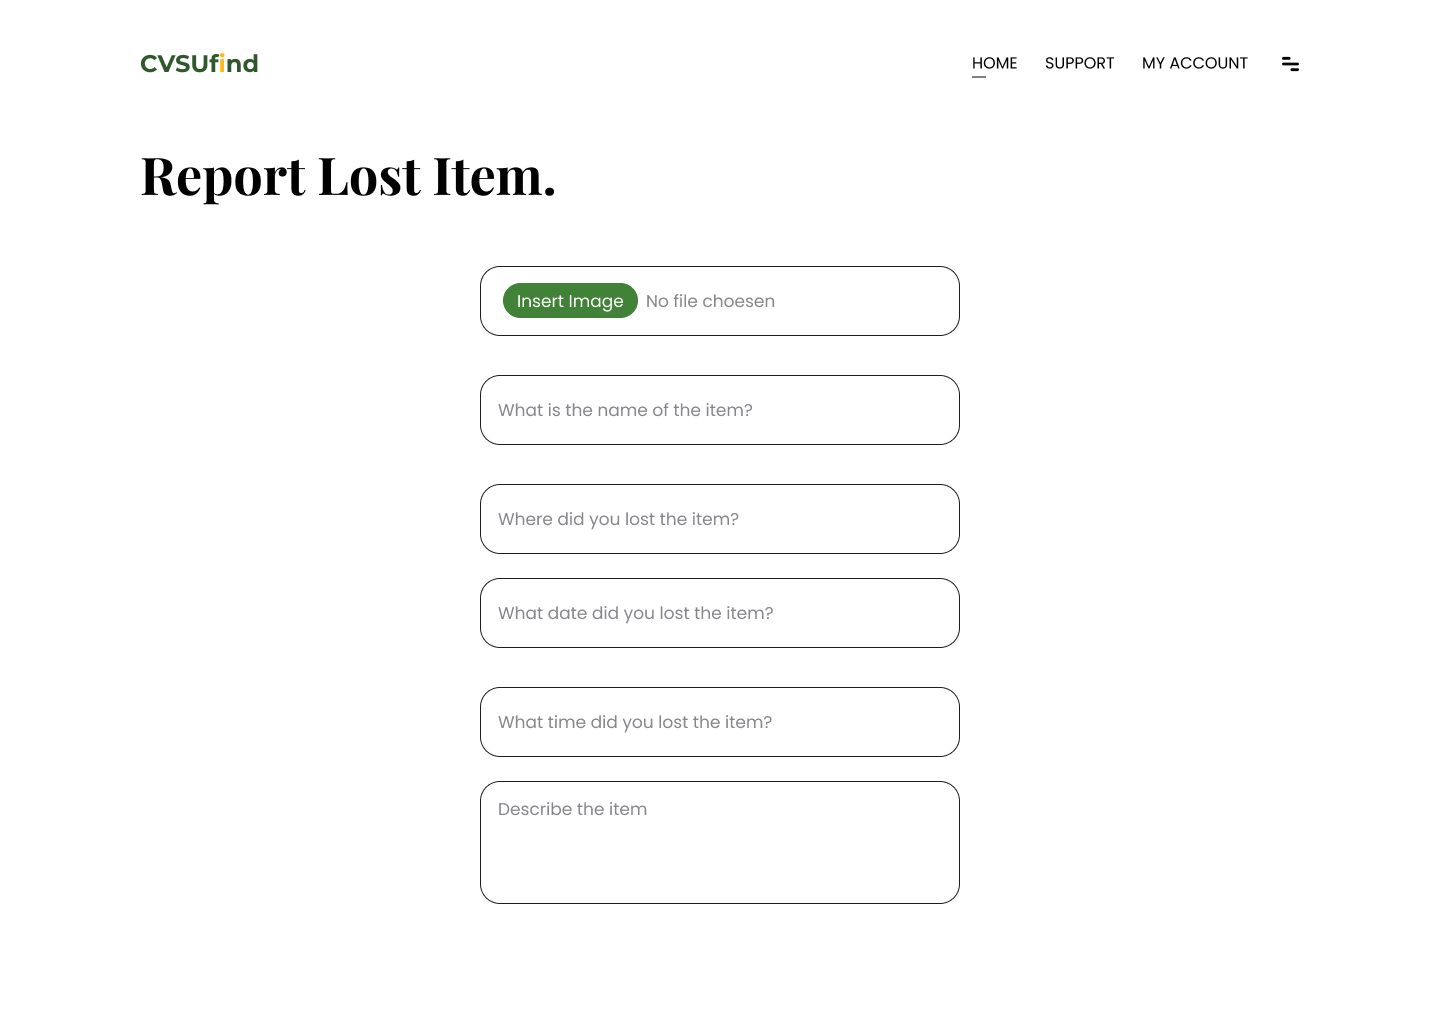 CVSUfind
HOME SUPPORT MY ACCOUNT
Report Lost Item.
Insert Image No file choesen
What is the name of the item?
Where did you lost the item?
What date did you lost the item?
What time did you lost the item?
Describe the item